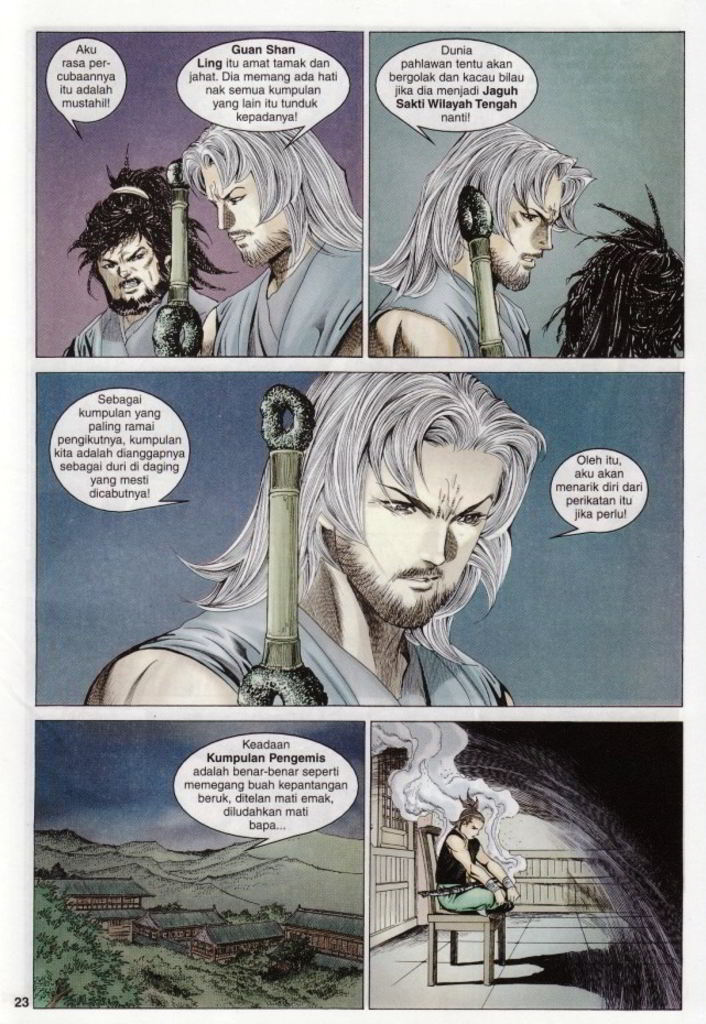 Aku
rasa per-
cubaannya
itu adalah
mustahil!
Guan Shan
Ling itu amat tamak dan
jahat. Dia memang ada hati
nak semua kumpulan
yang lain itu tunduk
kepadanya!
Dunia
pahlawan tentu akan
bergolak dan kacau bilau
jika dia menjadi Jaguh
Sakti Wilayah Tengah
nanti!
Sebagai
kumpulan yang
paling ramai
pengikutnya, kumpulan
kita adalah dianggapnya
sebagai duri di daging
yang mesti
dicabutnya!
Oleh itu,
aku akan
menarik diri dari
perikatan itu
jika perlu!
Keadaan
Kumpulan Pengemis
adalah benar-benar seperti
memegang buah kepantangan
beruk, ditelan mati emak,
diludahkan mati
bapa...
23